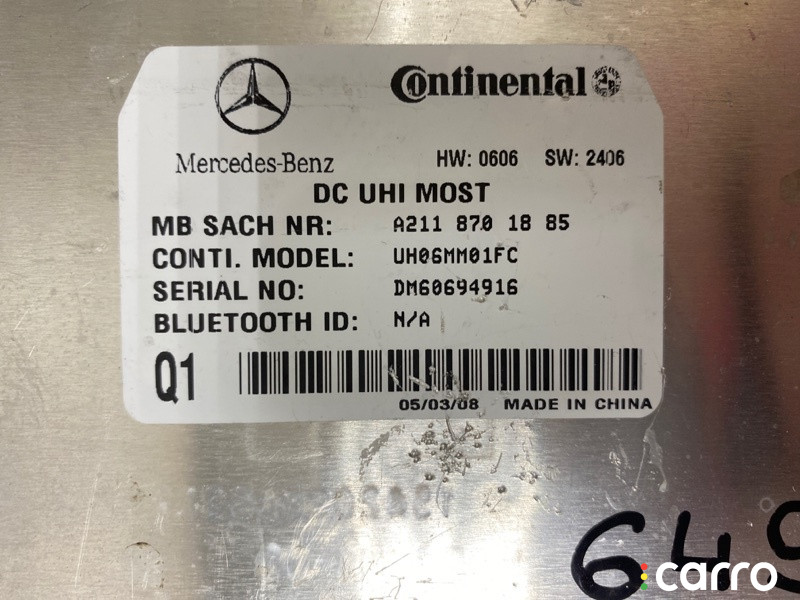 Continental
Mercedes-Benz
HW: 0606 SW: 2406
DC UHI MOST
MB SACH NR: A211 870 18 85
CONTI. MODEL: UH06MM01FC
SERIAL NO: DM60694916
BLUETOOTH ID: N/A
Q1
05/03/08 MADE IN CHINA
649
carro